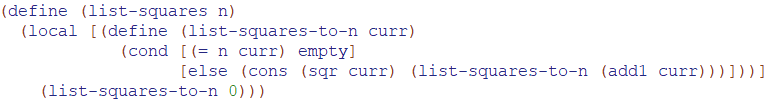 (define (list-squares n)
(local [(define (list-squares-to-n curr)
(cond [(= n curr) empty]
[else (cons (sqr curr) (list-squares-to-n (add1 curr)))]))]
(list-squares-to-n 0)))